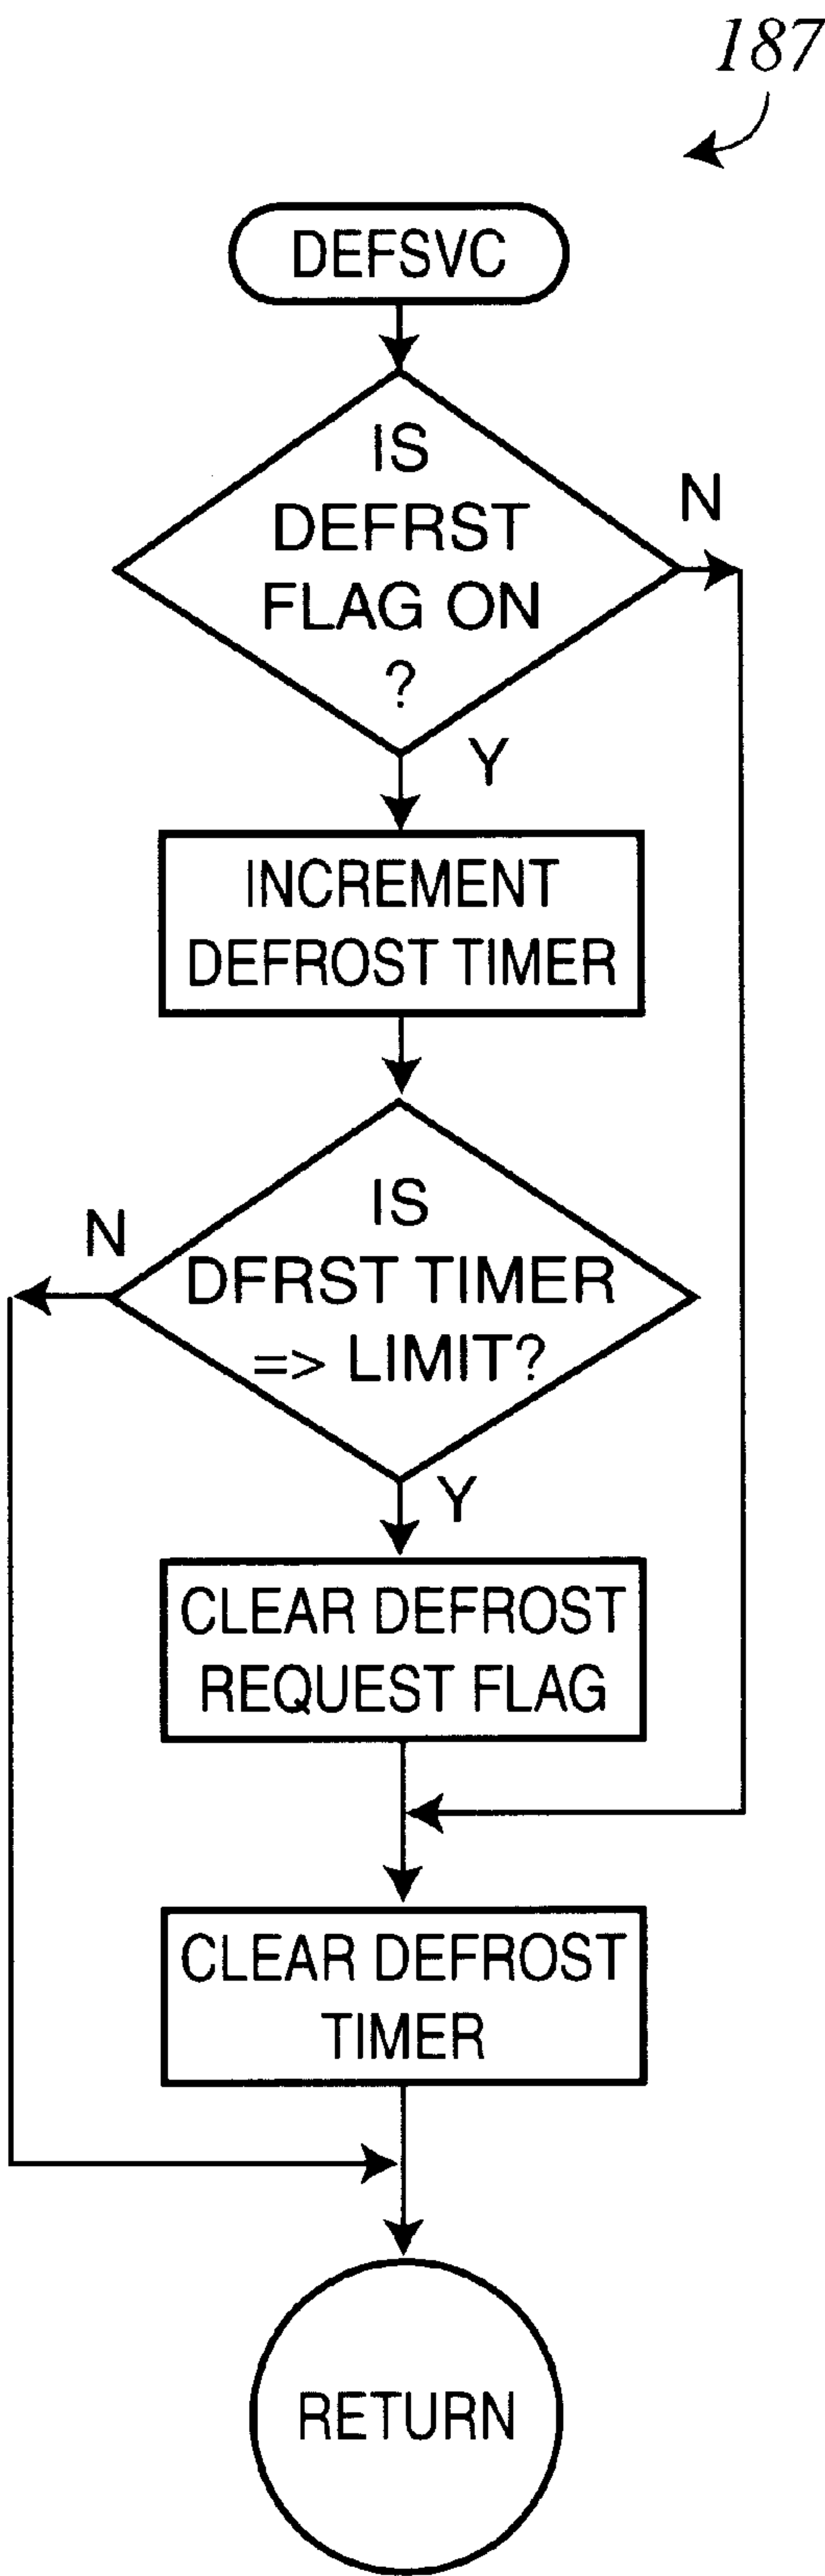 187
DEFSVC
IS
DEFRST
FLAG ON
?
N
Y
INCREMENT
DEFROST TIMER
IS
DFRST TIMER
=> LIMIT?
N
Y
CLEAR DEFROST
REQUEST FLAG
CLEAR DEFROST
TIMER
RETURN